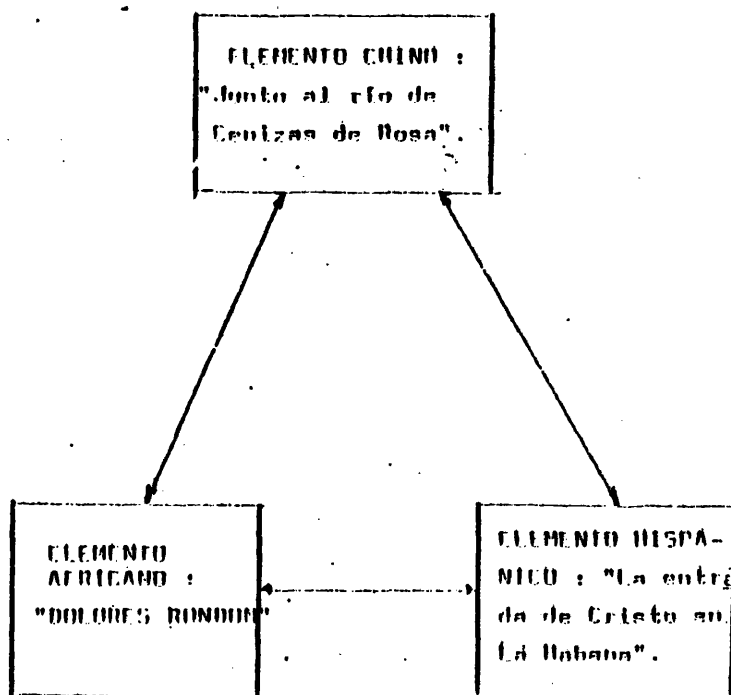 ELEMENTO CHINO :
"Junto al río de
Cenizas de Rosa".
ELEMENTO
AFRICANO :
"DOLORES RONDON"
ELEMENTO HISPÁ-
NICO : "La entra
da de Cristo en
La Habana".